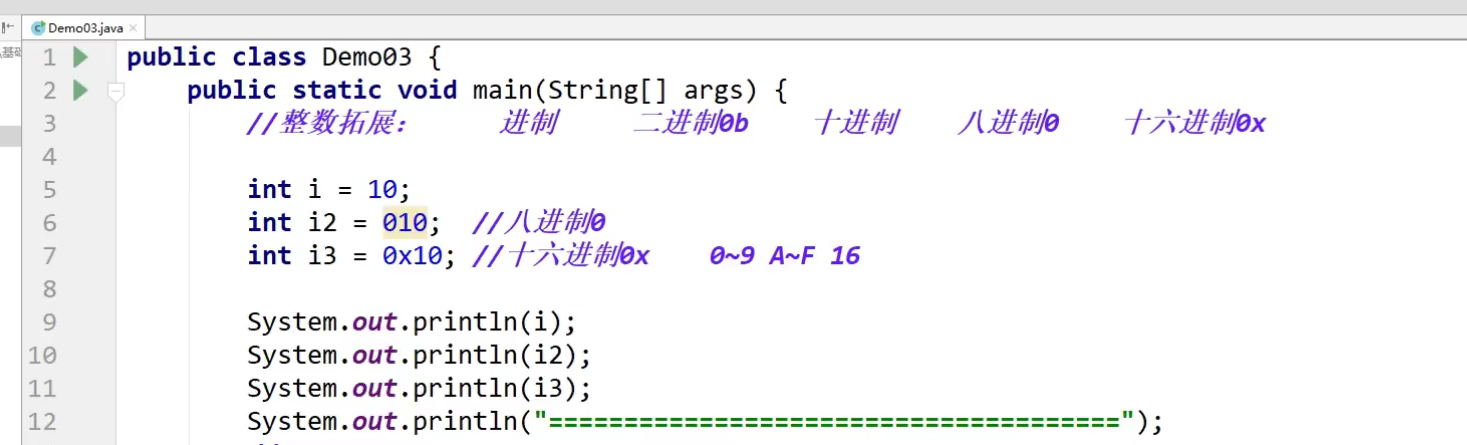 Demo03.java
1 public class Demo03 {
2 public static void main(String[] args) {
3 //整数拓展: 进制 二进制0b 十进制 八进制0 十六进制0x
4
5 int i = 10;
6 int i2 = 010; //八进制0
7 int i3 = 0x10; //十六进制0x 0~9 A~F 16
8
9 System.out.println(i);
10 System.out.println(i2);
11 System.out.println(i3);
12 System.out.println("======================================");